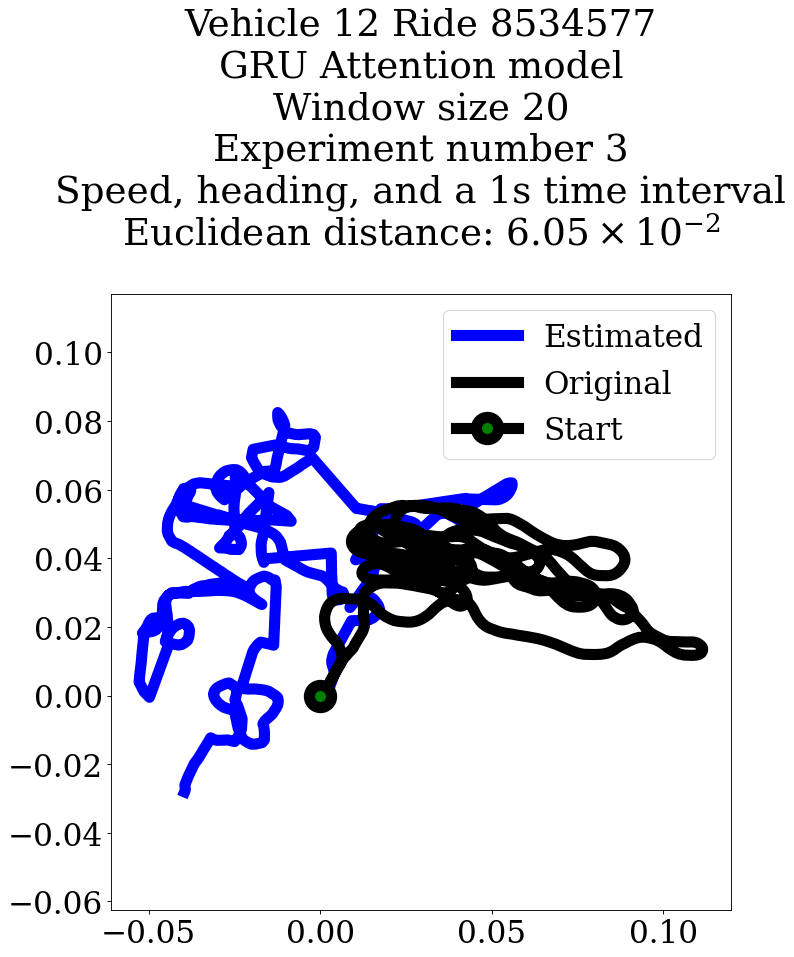 Vehicle 12 Ride 8534577
GRU Attention model
Window size 20
Experiment number 3
Speed, heading, and a 1s time interval
Euclidean distance: 6.05 × 10⁻²
Estimated
Original
Start
0.10
0.08
0.06
0.04
0.02
0.00
−0.02
−0.04
−0.06
−0.05 0.00 0.05 0.10